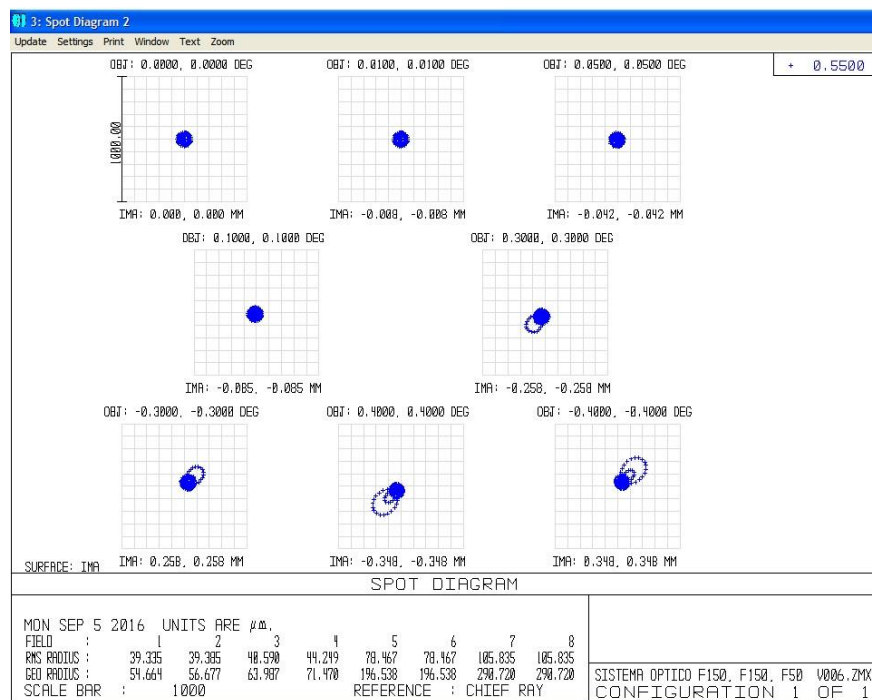 3: Spot Diagram 2
Update Settings Print Window Text Zoom
+ 0.5500
OBJ: 0.0000, 0.0000 DEG OBJ: 0.0100, 0.0100 DEG OBJ: 0.0500, 0.0500 DEG
1000.00
IMA: 0.000, 0.000 MM IMA: -0.008, -0.008 MM IMA: -0.042, -0.042 MM
OBJ: 0.1000, 0.1000 DEG OBJ: 0.3000, 0.3000 DEG
IMA: -0.085, -0.085 MM IMA: -0.258, -0.258 MM
OBJ: -0.3000, -0.3000 DEG OBJ: 0.4000, 0.4000 DEG OBJ: -0.4000, -0.4000 DEG
IMA: 0.258, 0.258 MM IMA: -0.348, -0.348 MM IMA: 0.348, 0.348 MM
SURFACE: IMA
SPOT DIAGRAM
MON SEP 5 2016 UNITS ARE µm.
FIELD : 1 2 3 4 5 6 7 8
RMS RADIUS : 39.335 39.385 40.590 44.249 78.467 78.467 105.835 105.835
GEO RADIUS : 54.664 56.677 63.987 71.470 196.538 196.538 290.720 290.720
SCALE BAR : 1000 REFERENCE : CHIEF RAY
SISTEMA OPTICO F150, F150, F50 V006.ZMX
CONFIGURATION 1 OF 1